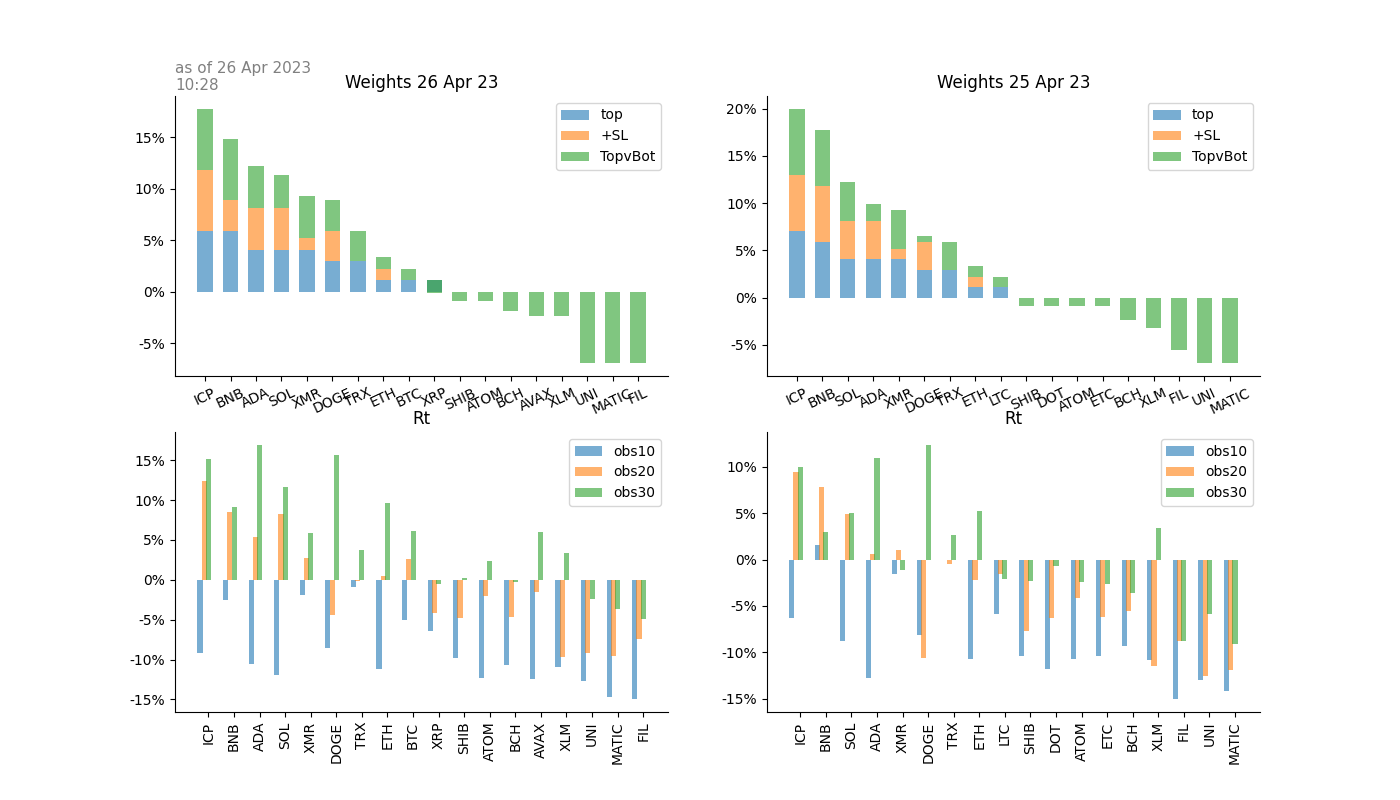 as of 26 Apr 2023
10:28
Weights 26 Apr 23
top
+SL
TopvBot
15%
10%
5%
0%
-5%
ICP BNB ADA SOL XMR DOGE TRX ETH BTC XRP SHIB ATOM BCH AVAX XLM UNI MATIC FIL
Weights 25 Apr 23
top
+SL
TopvBot
20%
15%
10%
5%
0%
-5%
ICP BNB SOL ADA XMR DOGE TRX ETH LTC SHIB DOT ATOM ETC BCH XLM FIL UNI MATIC
Rt
obs10
obs20
obs30
15%
10%
5%
0%
-5%
-10%
-15%
ICP BNB ADA SOL XMR DOGE TRX ETH BTC XRP SHIB ATOM BCH AVAX XLM UNI MATIC FIL
Rt
obs10
obs20
obs30
10%
5%
0%
-5%
-10%
-15%
ICP BNB SOL ADA XMR DOGE TRX ETH LTC SHIB DOT ATOM ETC BCH XLM FIL UNI MATIC